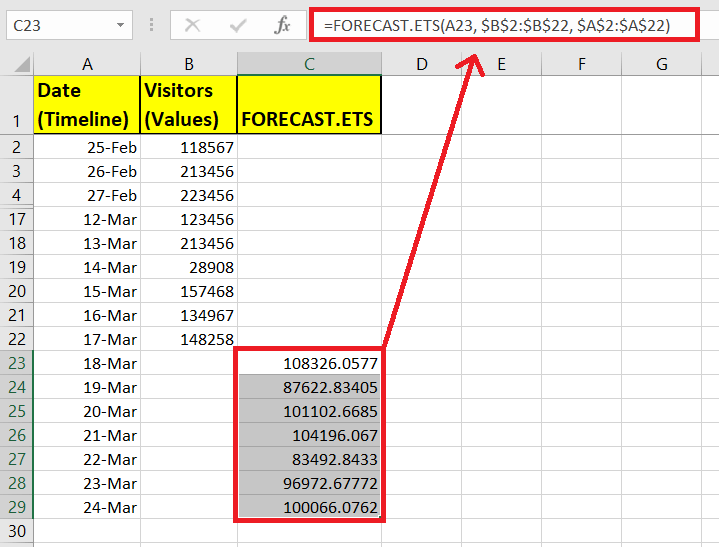 C23 fx =FORECAST.ETS(A23, $B$2:$B$22, $A$2:$A$22)
A B C D E F G
Date Visitors
1 (Timeline) (Values) FORECAST.ETS
2 25-Feb 118567
3 26-Feb 213456
4 27-Feb 223456
17 12-Mar 123456
18 13-Mar 213456
19 14-Mar 28908
20 15-Mar 157468
21 16-Mar 134967
22 17-Mar 148258
23 18-Mar 108326.0577
24 19-Mar 87622.83405
25 20-Mar 101102.6685
26 21-Mar 104196.067
27 22-Mar 83492.8433
28 23-Mar 96972.67772
29 24-Mar 100066.0762
30